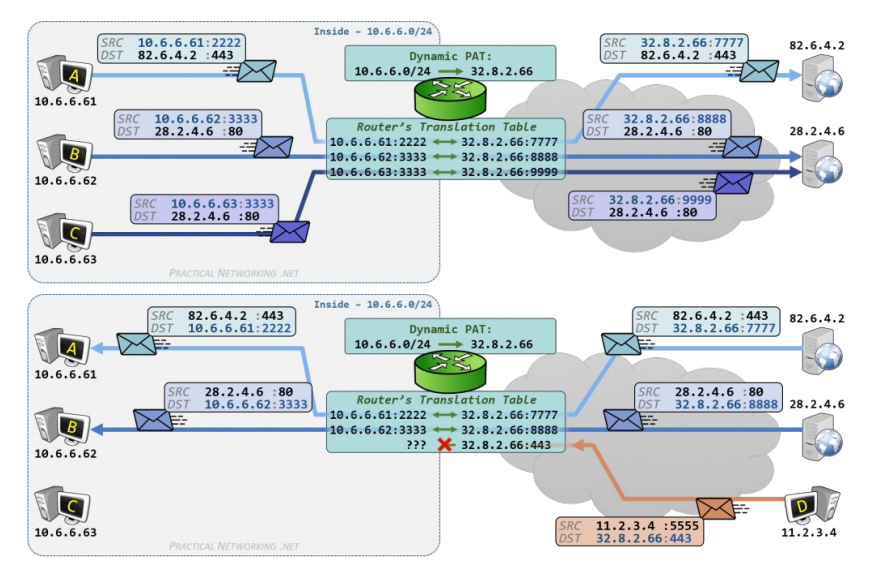 Inside - 10.6.6.0/24
SRC 10.6.6.61:2222
DST 82.6.4.2 :443
Dynamic PAT:
10.6.6.0/24 → 32.8.2.66
SRC 32.8.2.66:7777
DST 82.6.4.2 :443
82.6.4.2
A
10.6.6.61
SRC 10.6.6.62:3333
DST 28.2.4.6 :80
Router's Translation Table
10.6.6.61:2222 ↔ 32.8.2.66:7777
10.6.6.62:3333 ↔ 32.8.2.66:8888
10.6.6.63:3333 ↔ 32.8.2.66:9999
SRC 32.8.2.66:8888
DST 28.2.4.6 :80
28.2.4.6
B
10.6.6.62
SRC 10.6.6.63:3333
DST 28.2.4.6 :80
SRC 32.8.2.66:9999
DST 28.2.4.6 :80
C
10.6.6.63
PRACTICAL NETWORKING .NET
Inside - 10.6.6.0/24
SRC 82.6.4.2 :443
DST 10.6.6.61:2222
Dynamic PAT:
10.6.6.0/24 → 32.8.2.66
SRC 82.6.4.2 :443
DST 32.8.2.66:7777
82.6.4.2
A
10.6.6.61
SRC 28.2.4.6 :80
DST 10.6.6.62:3333
Router's Translation Table
10.6.6.61:2222 ↔ 32.8.2.66:7777
10.6.6.62:3333 ↔ 32.8.2.66:8888
??? ← 32.8.2.66:443
SRC 28.2.4.6 :80
DST 32.8.2.66:8888
28.2.4.6
B
10.6.6.62
C
10.6.6.63
SRC 11.2.3.4 :5555
DST 32.8.2.66:443
D
11.2.3.4
PRACTICAL NETWORKING .NET